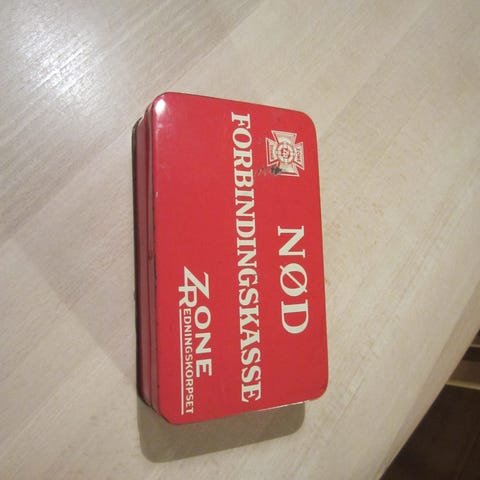 NØD
FORBINDINGSKASSE
ZONE
REDNINGSKORPSET